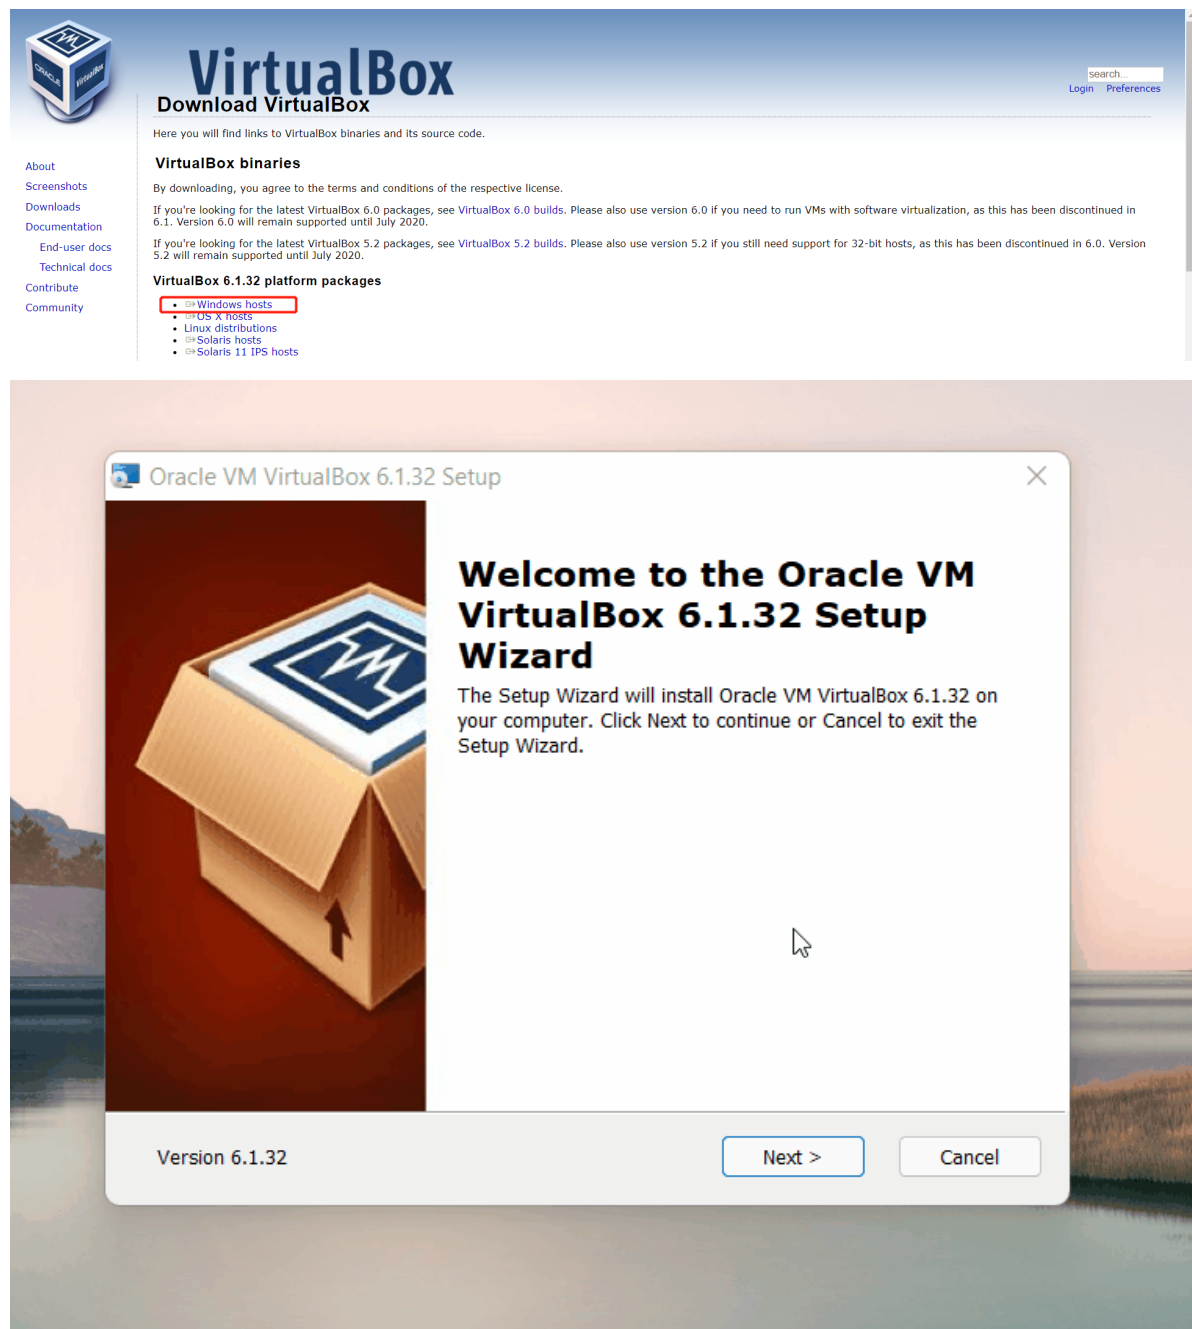 VirtualBox
search...
Login Preferences
Download VirtualBox
Here you will find links to VirtualBox binaries and its source code.
About
Screenshots
Downloads
Documentation
End-user docs
Technical docs
Contribute
Community
VirtualBox binaries
By downloading, you agree to the terms and conditions of the respective license.
If you're looking for the latest VirtualBox 6.0 packages, see VirtualBox 6.0 builds. Please also use version 6.0 if you need to run VMs with software virtualization, as this has been discontinued in
6.1. Version 6.0 will remain supported until July 2020.
If you're looking for the latest VirtualBox 5.2 packages, see VirtualBox 5.2 builds. Please also use version 5.2 if you still need support for 32-bit hosts, as this has been discontinued in 6.0. Version
5.2 will remain supported until July 2020.
VirtualBox 6.1.32 platform packages
Windows hosts
OS X hosts
Linux distributions
Solaris hosts
Solaris 11 IPS hosts
ORACLE
VirtualBox
Oracle VM VirtualBox 6.1.32 Setup
Welcome to the Oracle VM
VirtualBox 6.1.32 Setup
Wizard
The Setup Wizard will install Oracle VM VirtualBox 6.1.32 on
your computer. Click Next to continue or Cancel to exit the
Setup Wizard.
Version 6.1.32
Next >
Cancel